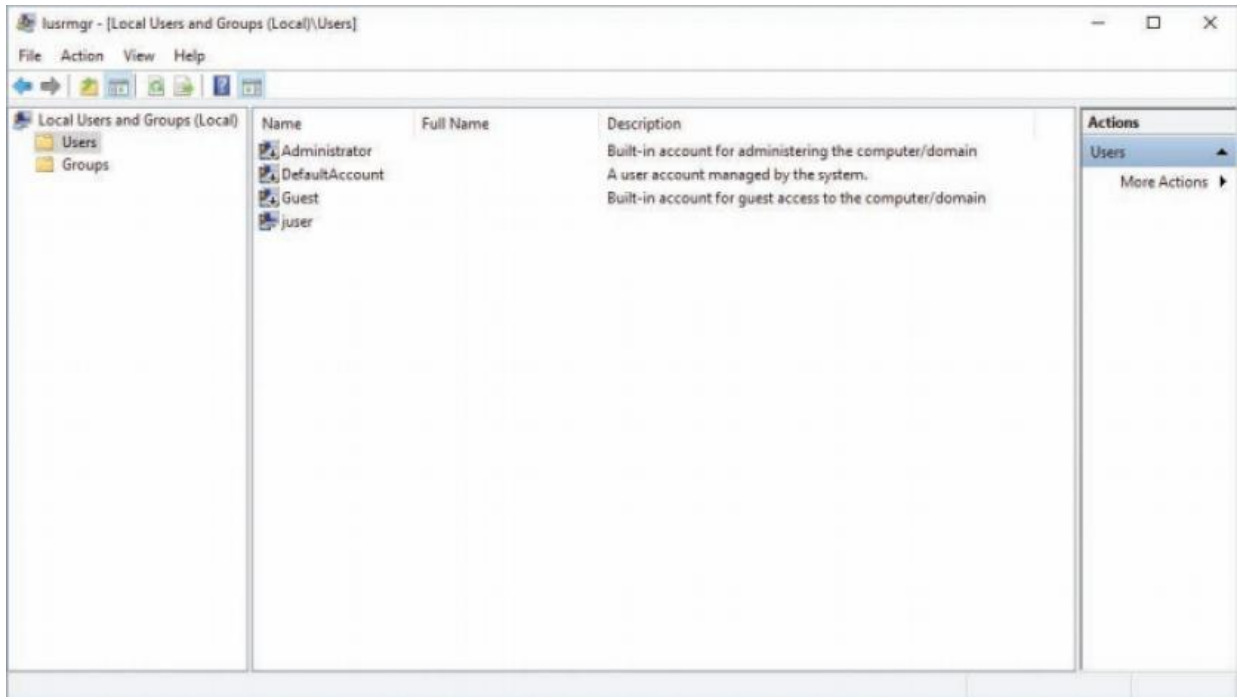 lusrmgr - [Local Users and Groups (Local)\Users]
File Action View Help
Local Users and Groups (Local)
Users
Groups
Name Full Name Description
Administrator Built-in account for administering the computer/domain
DefaultAccount A user account managed by the system.
Guest Built-in account for guest access to the computer/domain
juser
Actions
Users
More Actions